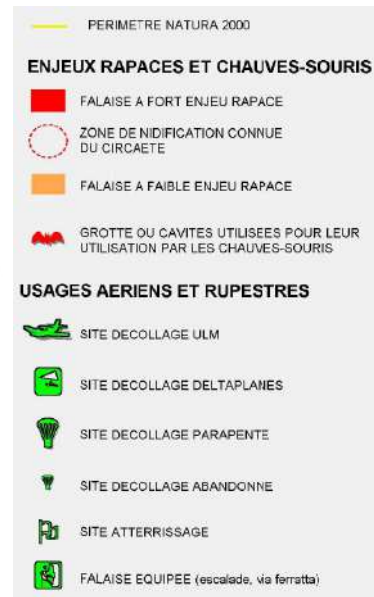 PERIMETRE NATURA 2000
ENJEUX RAPACES ET CHAUVES-SOURIS
FALAISE A FORT ENJEU RAPACE
ZONE DE NIDIFICATION CONNUE
DU CIRCAETE
FALAISE A FAIBLE ENJEU RAPACE
GROTTE OU CAVITES UTILISEES POUR LEUR
UTILISATION PAR LES CHAUVES-SOURIS
USAGES AERIENS ET RUPESTRES
SITE DECOLLAGE ULM
SITE DECOLLAGE DELTAPLANES
SITE DECOLLAGE PARAPENTE
SITE DECOLLAGE ABANDONNE
SITE ATTERRISSAGE
FALAISE EQUIPEE (escalade, via ferratta)